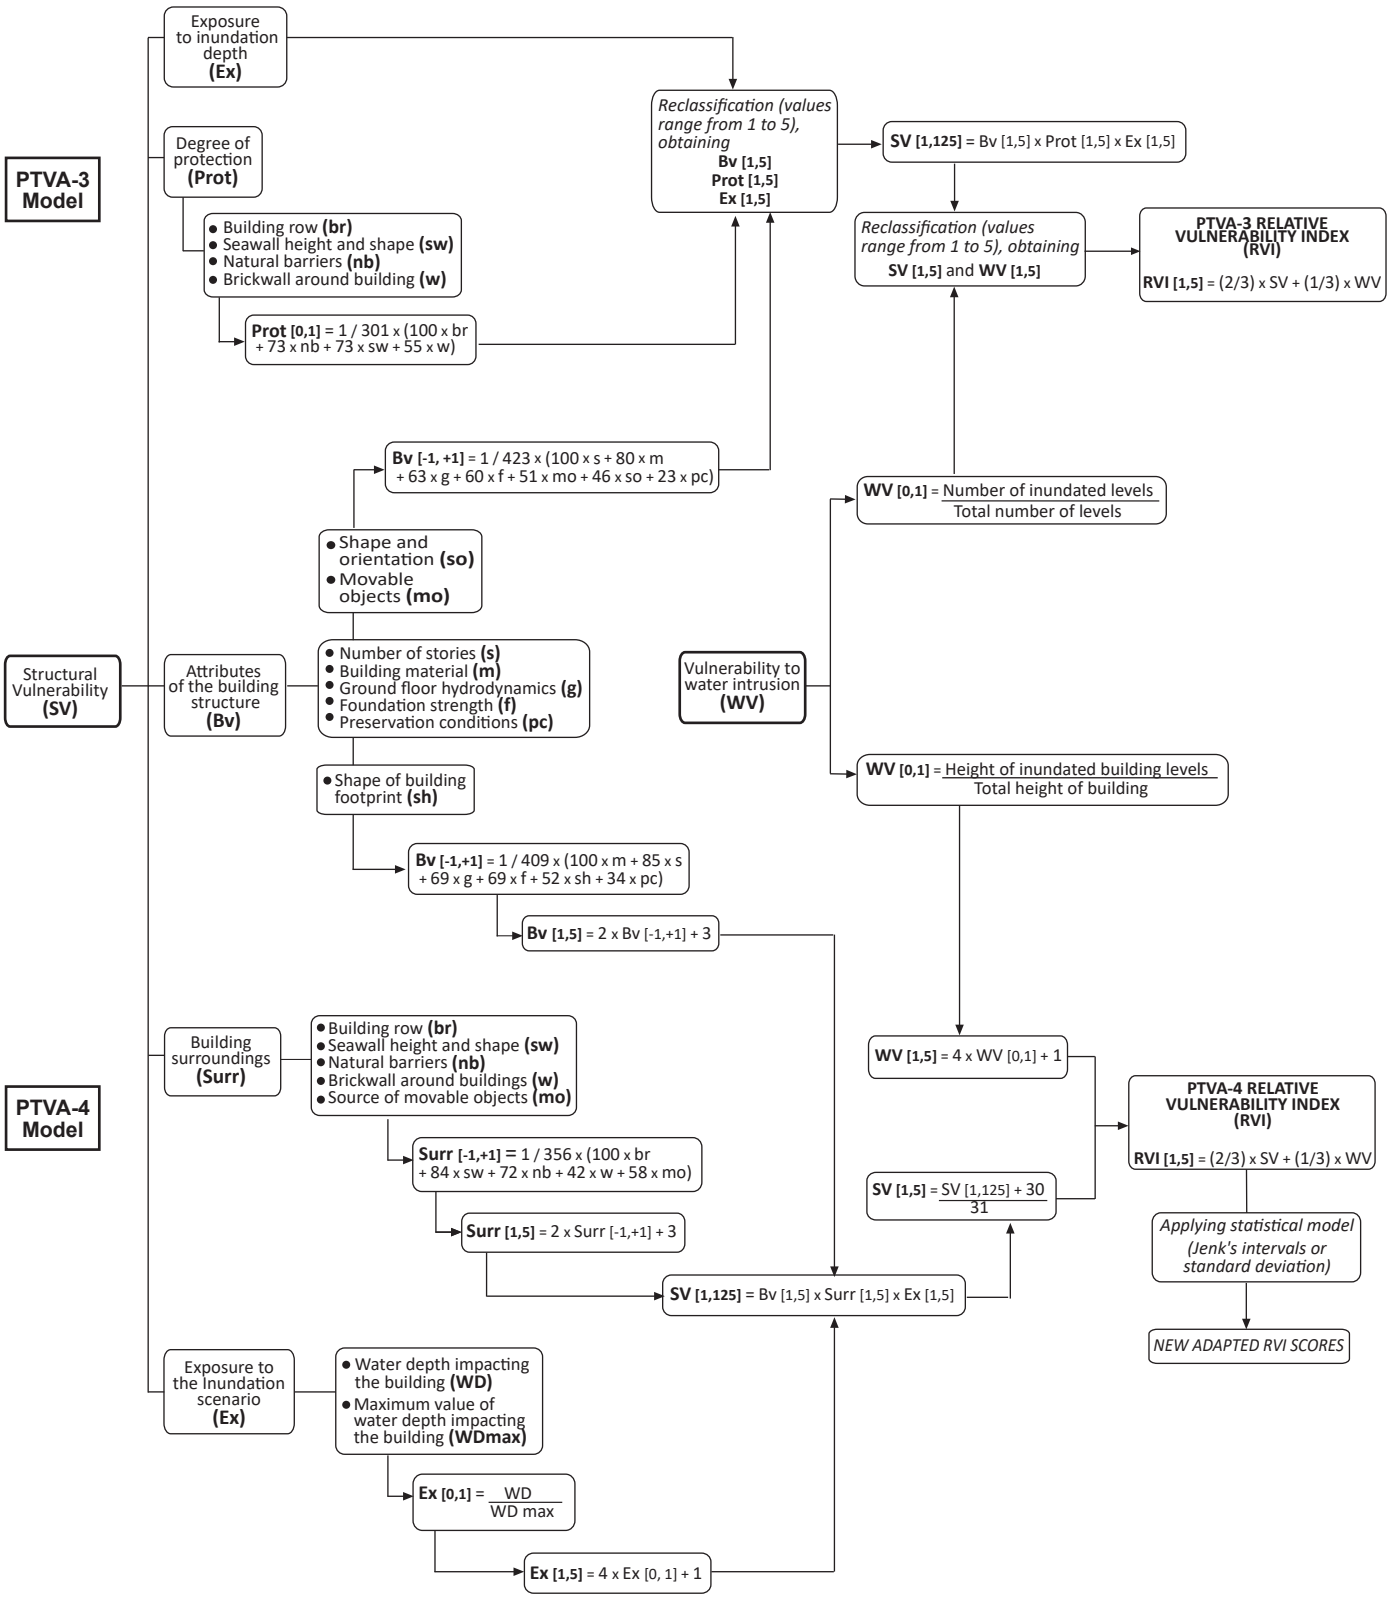 Exposure
to inundation
depth
(Ex)
Degree of
protection
(Prot)
PTVA-3
Model
● Building row (br)
● Seawall height and shape (sw)
● Natural barriers (nb)
● Brickwall around building (w)
Prot [0,1] = 1 / 301 x (100 x br
+ 73 x nb + 73 x sw + 55 x w)
Reclassification (values
range from 1 to 5),
obtaining
Bv [1,5]
Prot [1,5]
Ex [1,5]
SV [1,125] = Bv [1,5] x Prot [1,5] x Ex [1,5]
Reclassification (values
range from 1 to 5), obtaining
SV [1,5] and WV [1,5]
PTVA-3 RELATIVE
VULNERABILITY INDEX
(RVI)
RVI [1,5] = (2/3) x SV + (1/3) x WV
Bv [-1, +1] = 1 / 423 x (100 x s + 80 x m
+ 63 x g + 60 x f + 51 x mo + 46 x so + 23 x pc)
● Shape and
orientation (so)
● Movable
objects (mo)
WV [0,1] = Number of inundated levels
Total number of levels
Structural
Vulnerability
(SV)
Attributes
of the building
structure
(Bv)
● Number of stories (s)
● Building material (m)
● Ground floor hydrodynamics (g)
● Foundation strength (f)
● Preservation conditions (pc)
Vulnerability to
water intrusion
(WV)
● Shape of building
footprint (sh)
WV [0,1] = Height of inundated building levels
Total height of building
Bv [-1,+1] = 1 / 409 x (100 x m + 85 x s
+ 69 x g + 69 x f + 52 x sh + 34 x pc)
Bv [1,5] = 2 x Bv [-1,+1] + 3
Building
surroundings
(Surr)
● Building row (br)
● Seawall height and shape (sw)
● Natural barriers (nb)
● Brickwall around buildings (w)
● Source of movable objects (mo)
WV [1,5] = 4 x WV [0,1] + 1
PTVA-4
Model
PTVA-4 RELATIVE
VULNERABILITY INDEX
(RVI)
RVI [1,5] = (2/3) x SV + (1/3) x WV
Surr [-1,+1] = 1 / 356 x (100 x br
+ 84 x sw + 72 x nb + 42 x w + 58 x mo)
SV [1,5] = SV [1,125] + 30
31
Surr [1,5] = 2 x Surr [-1,+1] + 3
Applying statistical model
(Jenk's intervals or
standard deviation)
SV [1,125] = Bv [1,5] x Surr [1,5] x Ex [1,5]
NEW ADAPTED RVI SCORES
Exposure to
the Inundation
scenario
(Ex)
● Water depth impacting
the building (WD)
● Maximum value of
water depth impacting
the building (WDmax)
Ex [0,1] = WD
WD max
Ex [1,5] = 4 x Ex [0, 1] + 1